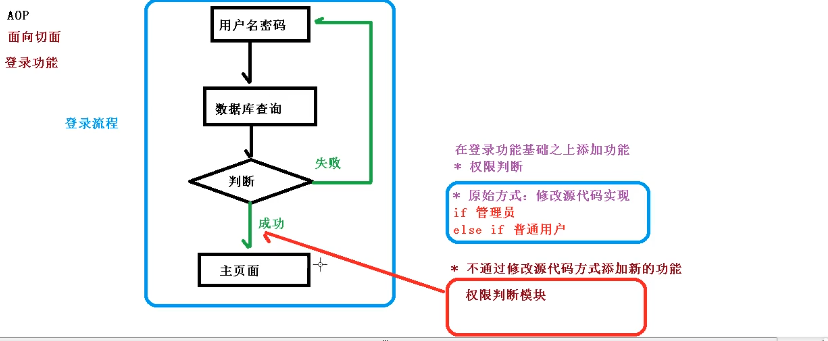 AOP
面向切面
登录功能
登录流程
用户名密码
数据库查询
判断
失败
成功
主页面
在登录功能基础之上添加功能
* 权限判断
* 原始方式：修改源代码实现
if 管理员
else if 普通用户
* 不通过修改源代码方式添加新的功能
权限判断模块